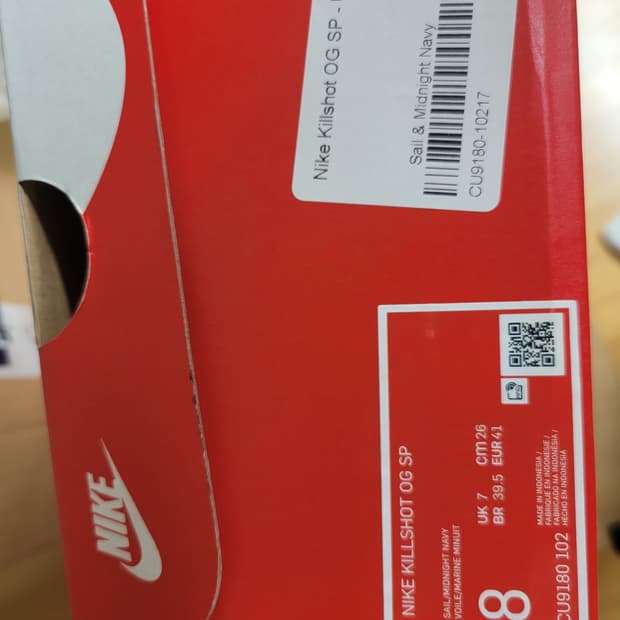 Nike Killshot OG SP -
Sail & Midnight Navy
CU9180-10217
NIKE KILLSHOT OG SP
SAIL/MIDNIGHT NAVY
VOILE/MARINE MINUIT
8
UK 7 cm 26
BR 39.5 EUR 41
MADE IN INDONESIA /
FABRIQUÉ EN INDONÉSIE /
FABRICADO NA INDONÉSIA /
HECHO EN INDONESIA
CU9180 102
NIKE